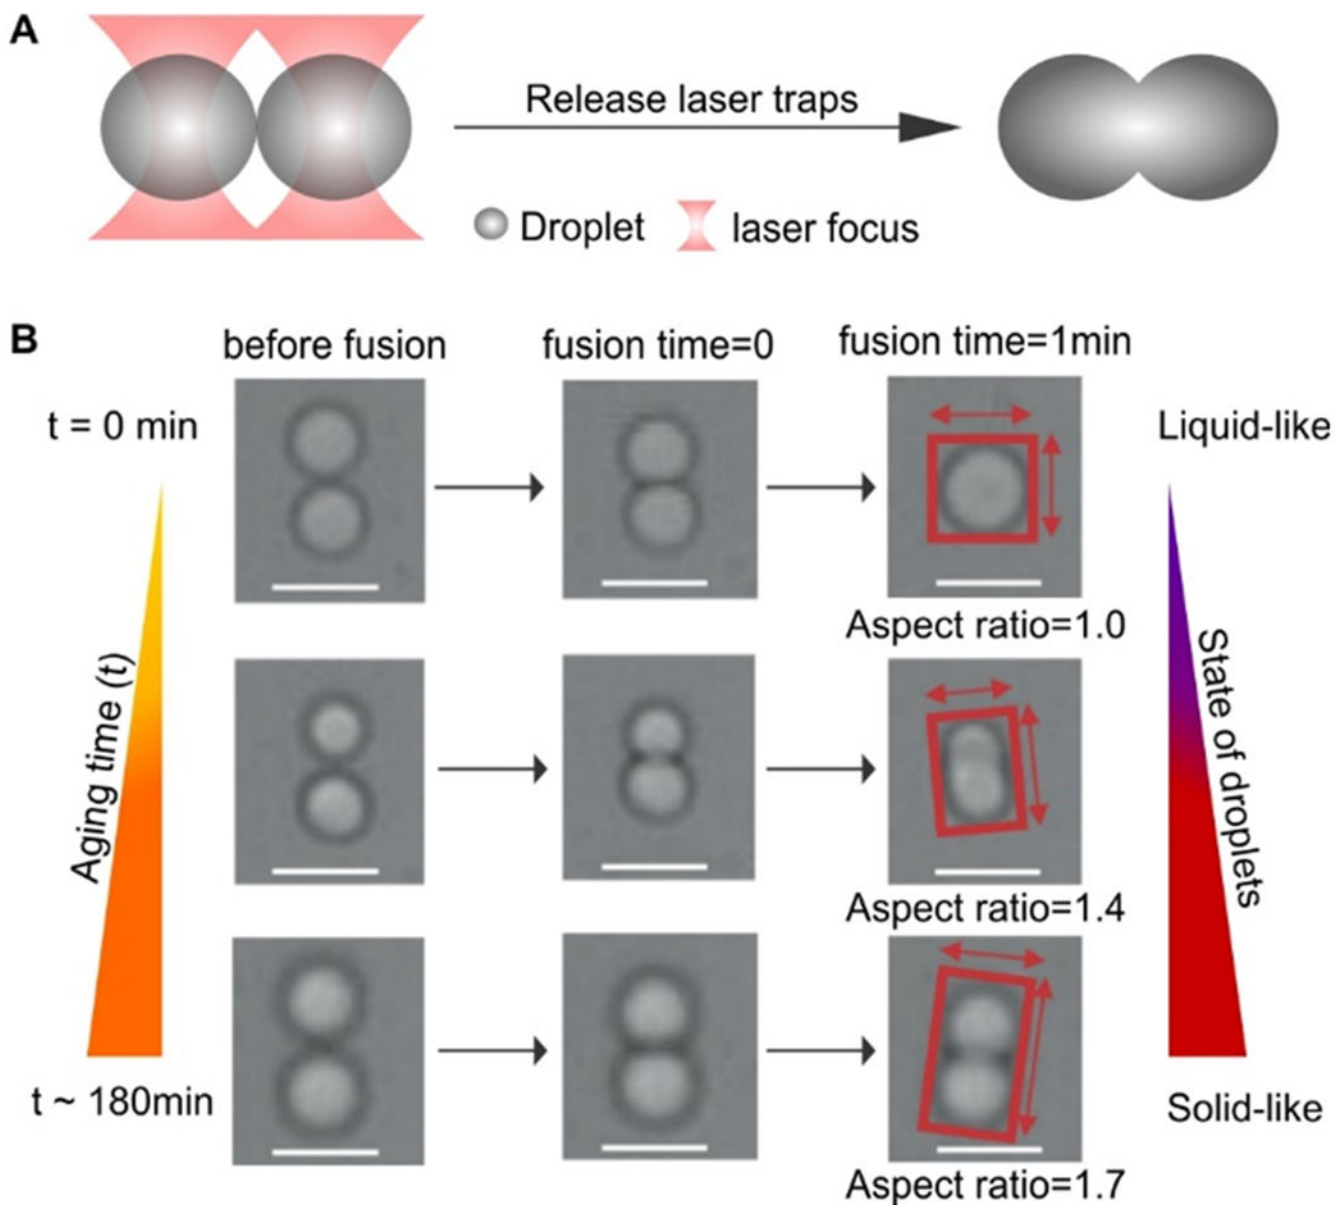 A
Release laser traps
Droplet laser focus
B
before fusion fusion time=0 fusion time=1min
t = 0 min Liquid-like
Aspect ratio=1.0
Aging time (t) State of droplets
Aspect ratio=1.4
t ~ 180min Solid-like
Aspect ratio=1.7